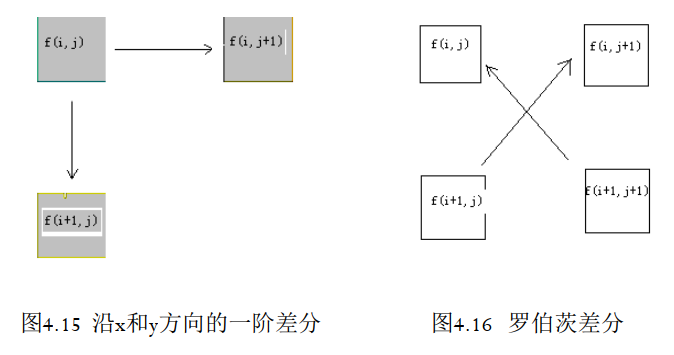 f(i,j)
f(i,j+1)
f(i+1,j)
f(i,j)
f(i,j+1)
f(i+1,j)
f(i+1,j+1)
图4.15 沿x和y方向的一阶差分
图4.16 罗伯茨差分